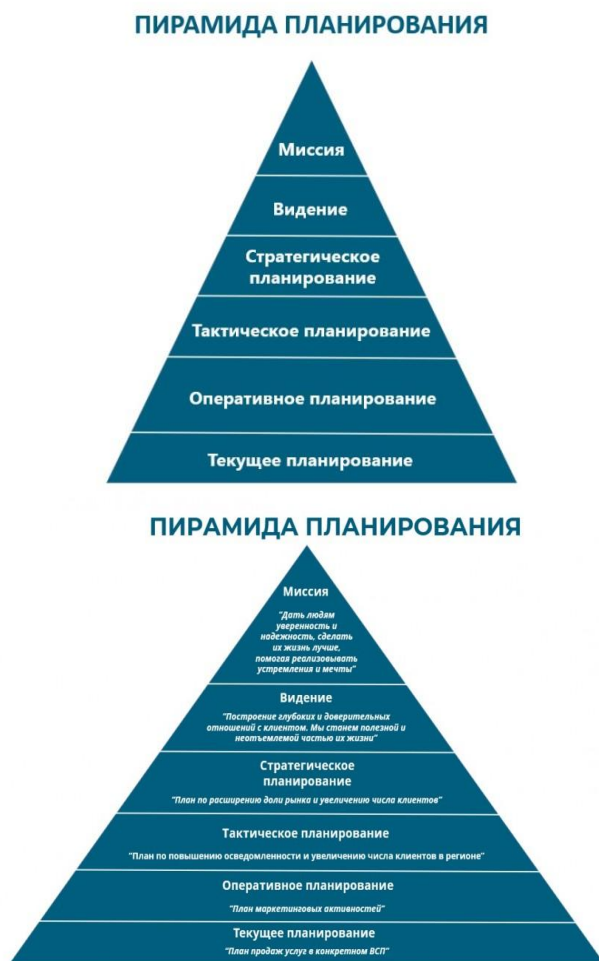 ПИРАМИДА ПЛАНИРОВАНИЯ
Миссия
Видение
Стратегическое
планирование
Тактическое планирование
Оперативное планирование
Текущее планирование
ПИРАМИДА ПЛАНИРОВАНИЯ
Миссия
"Дать людям
уверенность и
надежность, сделать
их жизнь лучше,
помогая реализовывать
устремления и мечты"
Видение
"Построение глубоких и доверительных
отношений с клиентом. Мы станем полезной и
неотъемлемой частью их жизни"
Стратегическое
планирование
"План по расширению доли рынка и увеличению числа клиентов"
Тактическое планирование
"План по повышению осведомленности и увеличению числа клиентов в регионе"
Оперативное планирование
"План маркетинговых активностей"
Текущее планирование
"План продаж услуг в конкретном ВСП"